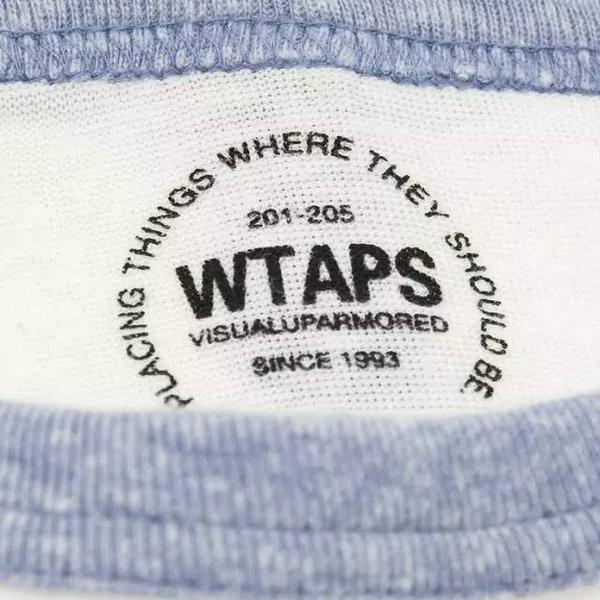 PLACING THINGS WHERE THEY SHOULD BE
201-205
WTAPS
VISUALUPARMORED
SINCE 1993